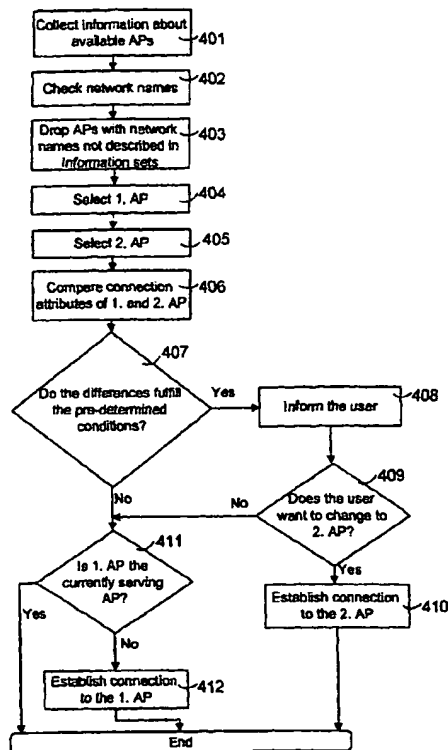 Collect information about
available APs
401
402
Check network names
Drop APs with network
names not described in
Information sets
403
404
Select 1. AP
405
Select 2. AP
Compare connection
attributes of 1. and 2. AP
406
407
Do the differences fulfill
the pre-determined
conditions?
Yes
408
Inform the user
409
No
No
Does the user
want to change to
2. AP?
411
Is 1. AP the
currently serving
AP?
Yes
Yes
Establish connection
to the 2. AP
410
No
Establish connection
to the 1. AP
412
End